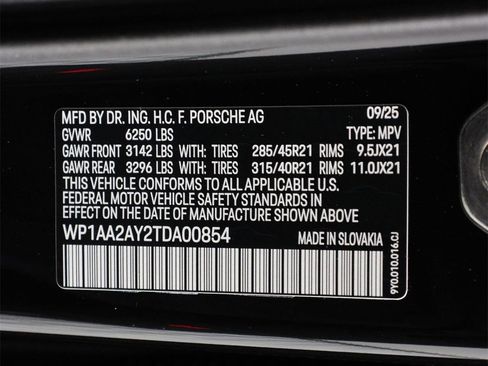 MFD BY DR. ING. H.C. F. PORSCHE AG 09/25
GVWR 6250 LBS TYPE: MPV
GAWR FRONT 3142 LBS WITH: TIRES 285/45R21 RIMS 9.5JX21
GAWR REAR 3296 LBS WITH: TIRES 315/40R21 RIMS 11.0JX21
THIS VEHICLE CONFORMS TO ALL APPLICABLE U.S.
FEDERAL MOTOR VEHICLE SAFETY STANDARDS IN
EFFECT ON THE DATE OF MANUFACTURE SHOWN ABOVE
WP1AA2AY2TDA00854 MADE IN SLOVAKIA
9Y0.010.016.CJ